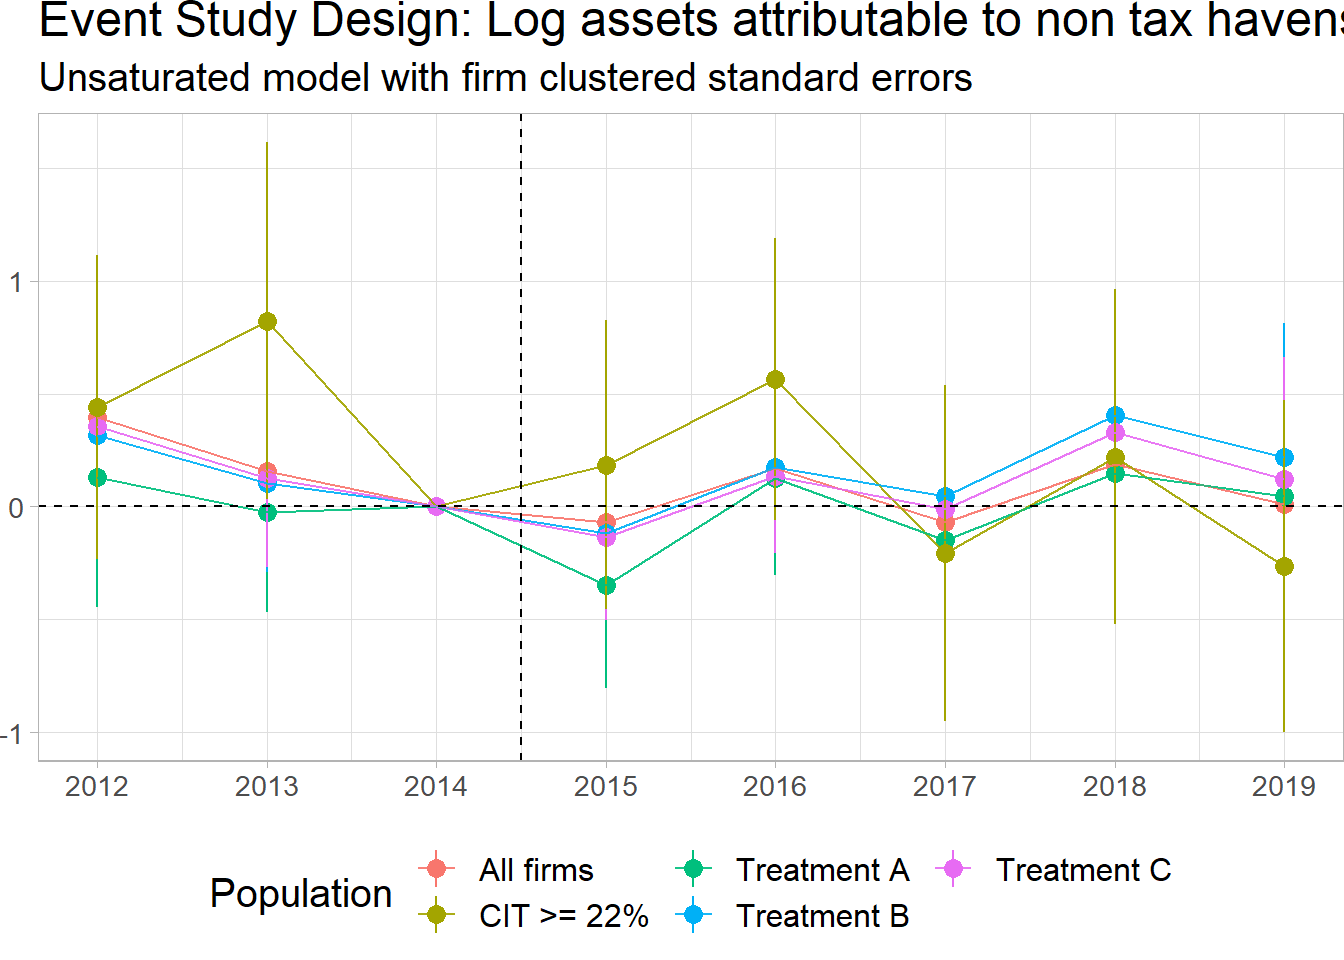 Event Study Design: Log assets attributable to non tax havens
Unsaturated model with firm clustered standard errors
1
0
-1
2012 2013 2014 2015 2016 2017 2018 2019
Population
All firms
CIT >= 22%
Treatment A
Treatment B
Treatment C